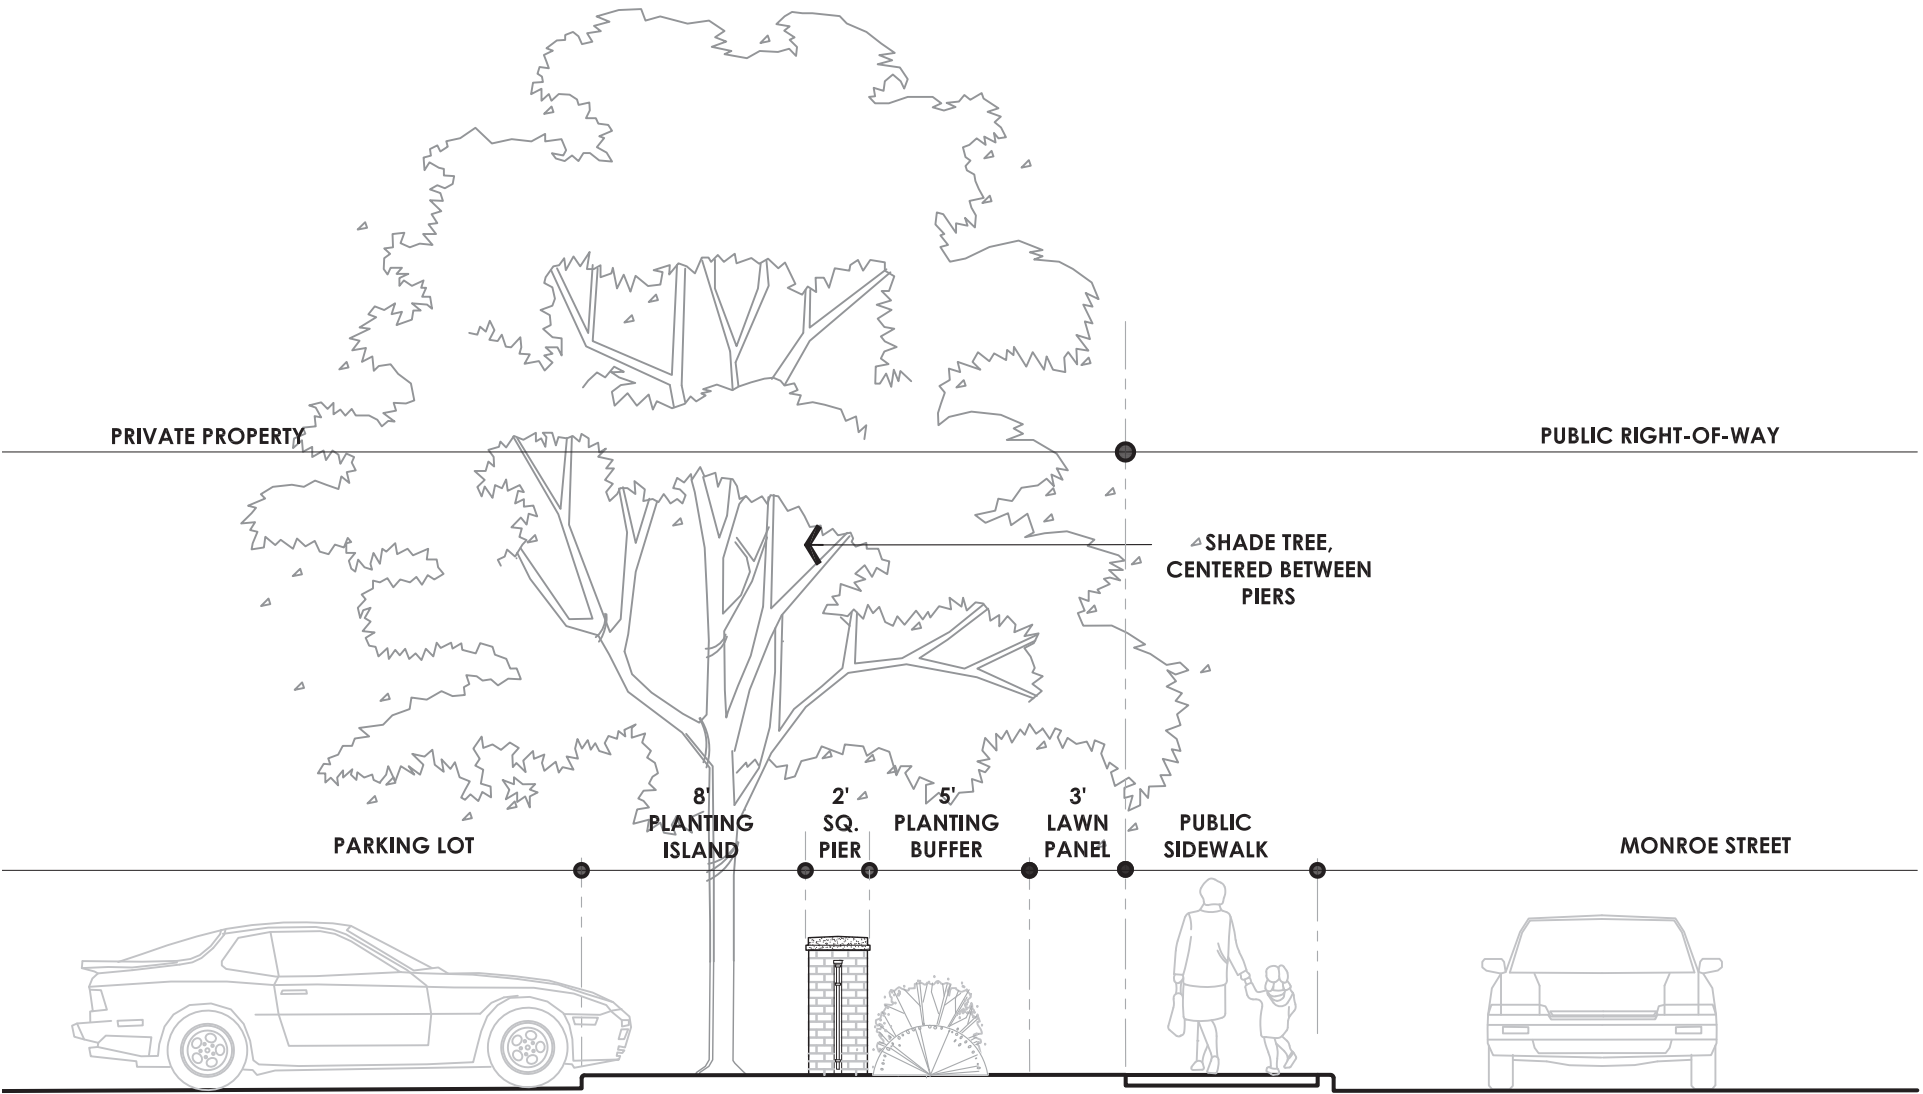 PRIVATE PROPERTY
PUBLIC RIGHT-OF-WAY
SHADE TREE,
CENTERED BETWEEN
PIERS
PARKING LOT
8'
PLANTING
ISLAND
2'
SQ.
PIER
5'
PLANTING
BUFFER
3'
LAWN
PANEL
PUBLIC
SIDEWALK
MONROE STREET